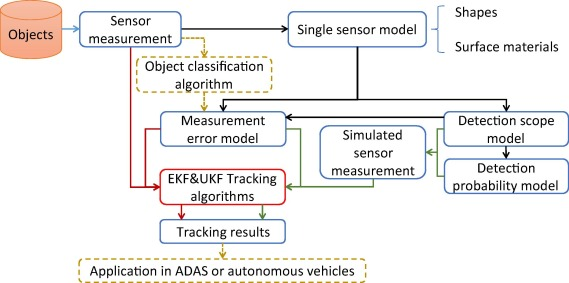 Objects
Sensor
measurement
Single sensor model
Shapes
Surface materials
Object classification
algorithm
Measurement
error model
Simulated
sensor
measurement
Detection scope
model
Detection
probability model
EKF&UKF Tracking
algorithms
Tracking results
Application in ADAS or autonomous vehicles